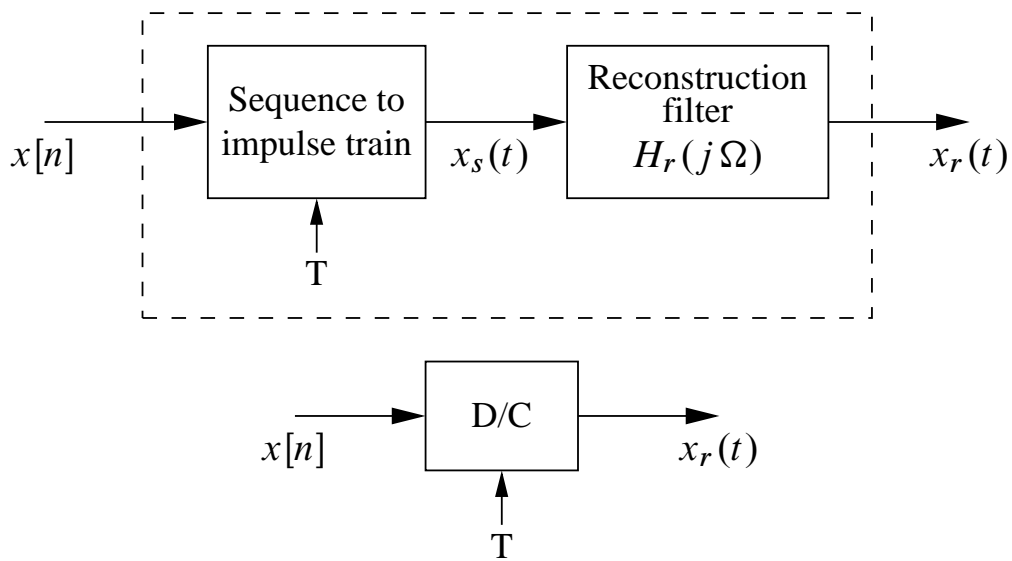 Sequence to
impulse train
Reconstruction
filter
H_r(jΩ)
x[n]
x_s(t)
x_r(t)
T
D/C
x[n]
x_r(t)
T